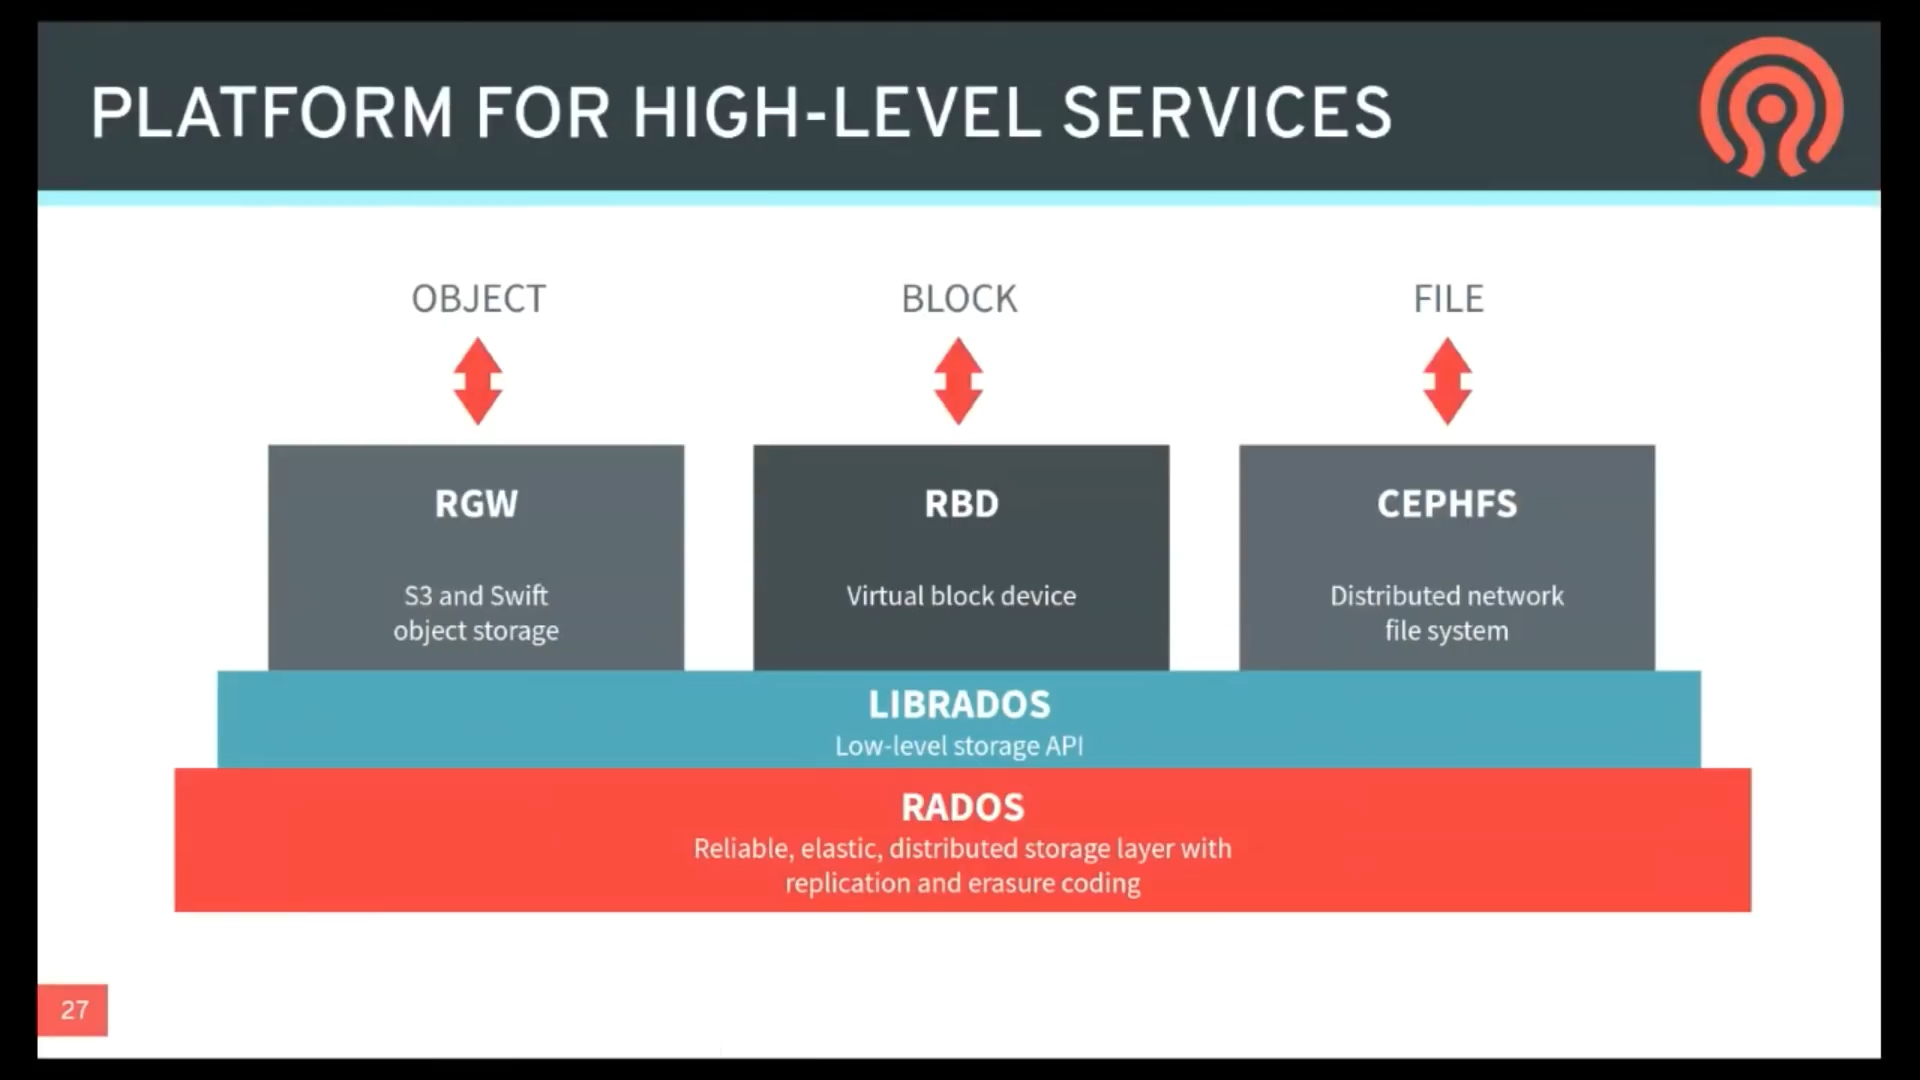 PLATFORM FOR HIGH-LEVEL SERVICES
OBJECT
BLOCK
FILE
RGW
S3 and Swift
object storage
RBD
Virtual block device
CEPHFS
Distributed network
file system
LIBRADOS
Low-level storage API
RADOS
Reliable, elastic, distributed storage layer with
replication and erasure coding
27